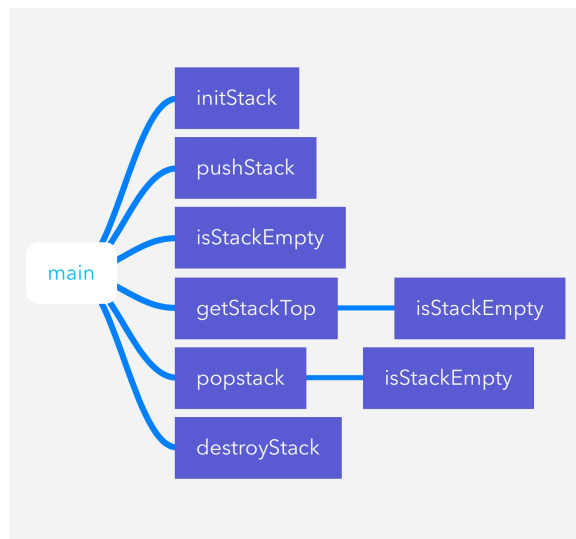 initStack
pushStack
isStackEmpty
main
getStackTop
isStackEmpty
popstack
isStackEmpty
destroyStack